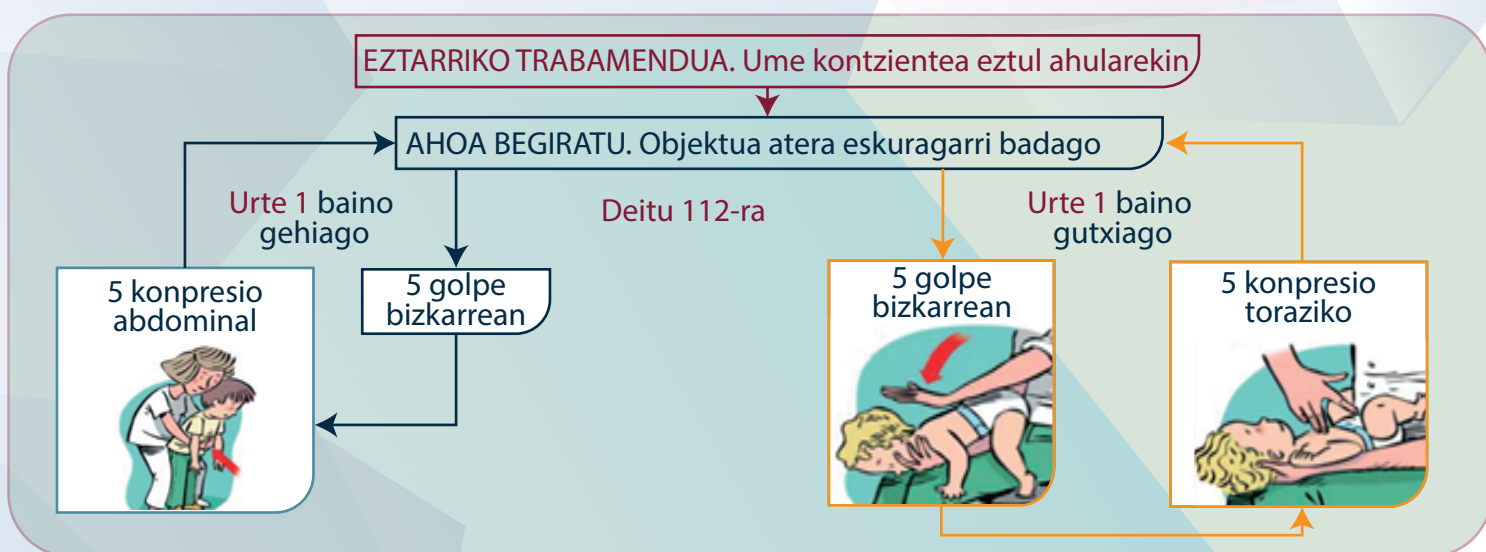 EZTARRIKO TRABAMENDUA. Ume kontzientea eztul ahularekin
AHOA BEGIRATU. Objektua atera eskuragarri badago
Urte 1 baino
gehiago
Deitu 112-ra
Urte 1 baino
gutxiago
5 konpresio
abdominal
5 golpe
bizkarrean
5 golpe
bizkarrean
5 konpresio
toraziko